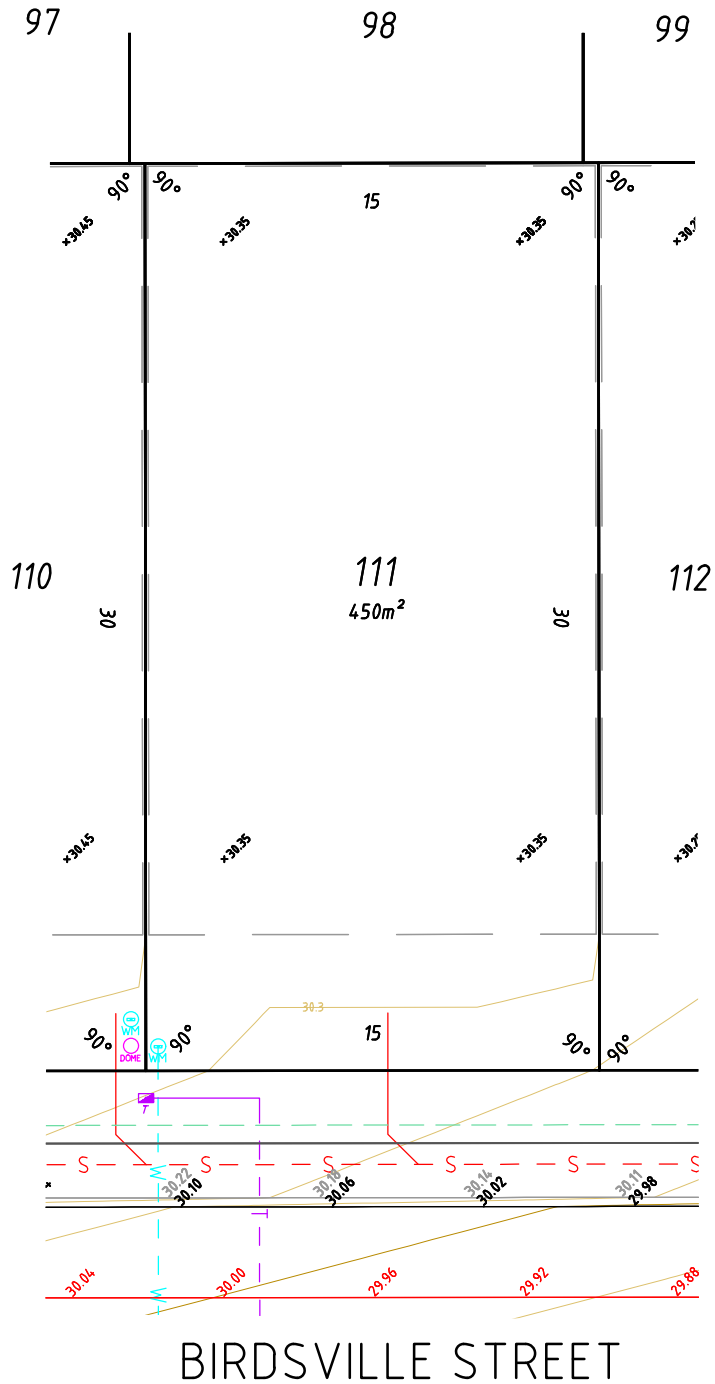 97 98 99
90° 90° 15 90° 90°
×30.45 ×30.35 ×30.35
110 111 112
450m²
30 30
×30.45 ×30.35 ×30.35
30.3
WM
90° 90° 15 90° 90°
DOME WM
T
S S S S S S
W
30.22 30.18 30.14 30.11
30.10 30.06 30.02 29.98
T
30.04 30.00 29.96 29.92 29.88
W
BIRDSVILLE STREET